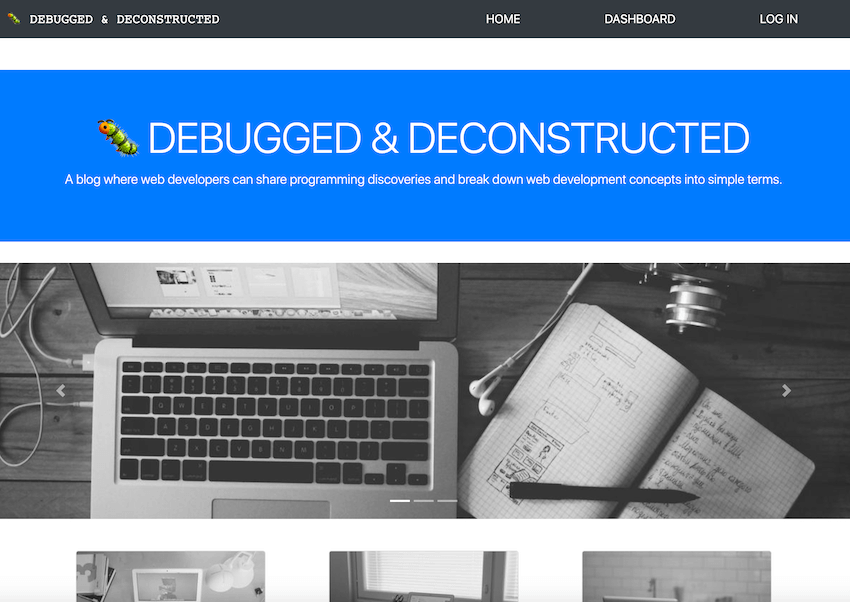 DEBUGGED & DECONSTRUCTED
HOME
DASHBOARD
LOG IN
DEBUGGED & DECONSTRUCTED
A blog where web developers can share programming discoveries and break down web development concepts into simple terms.